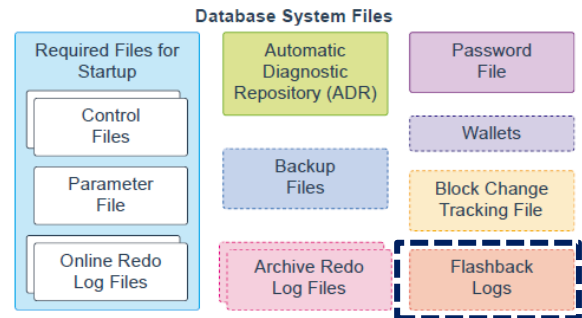 Database System Files
Required Files for
Startup
Control
Files
Parameter
File
Online Redo
Log Files
Automatic
Diagnostic
Repository (ADR)
Backup
Files
Archive Redo
Log Files
Password
File
Wallets
Block Change
Tracking File
Flashback
Logs